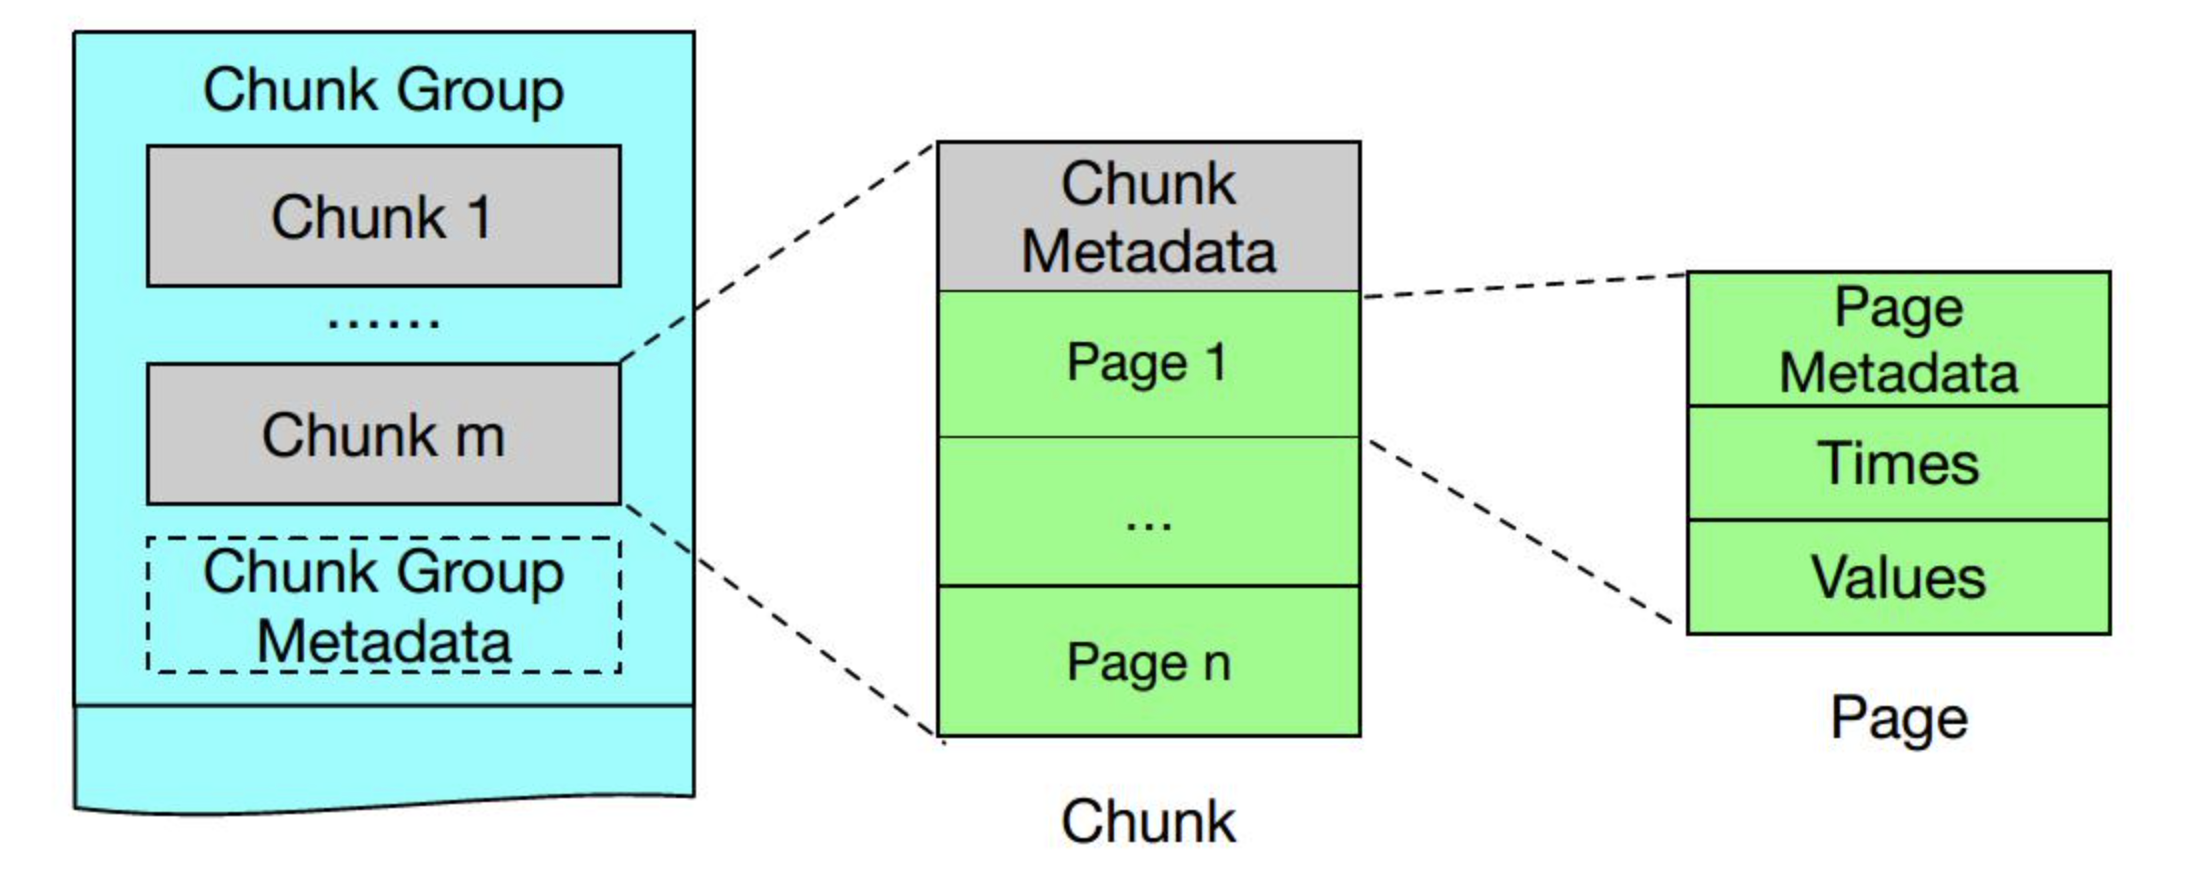 Chunk Group
Chunk 1
......
Chunk m
Chunk Group
Metadata
Chunk
Metadata
Page 1
...
Page n
Chunk
Page
Metadata
Times
Values
Page